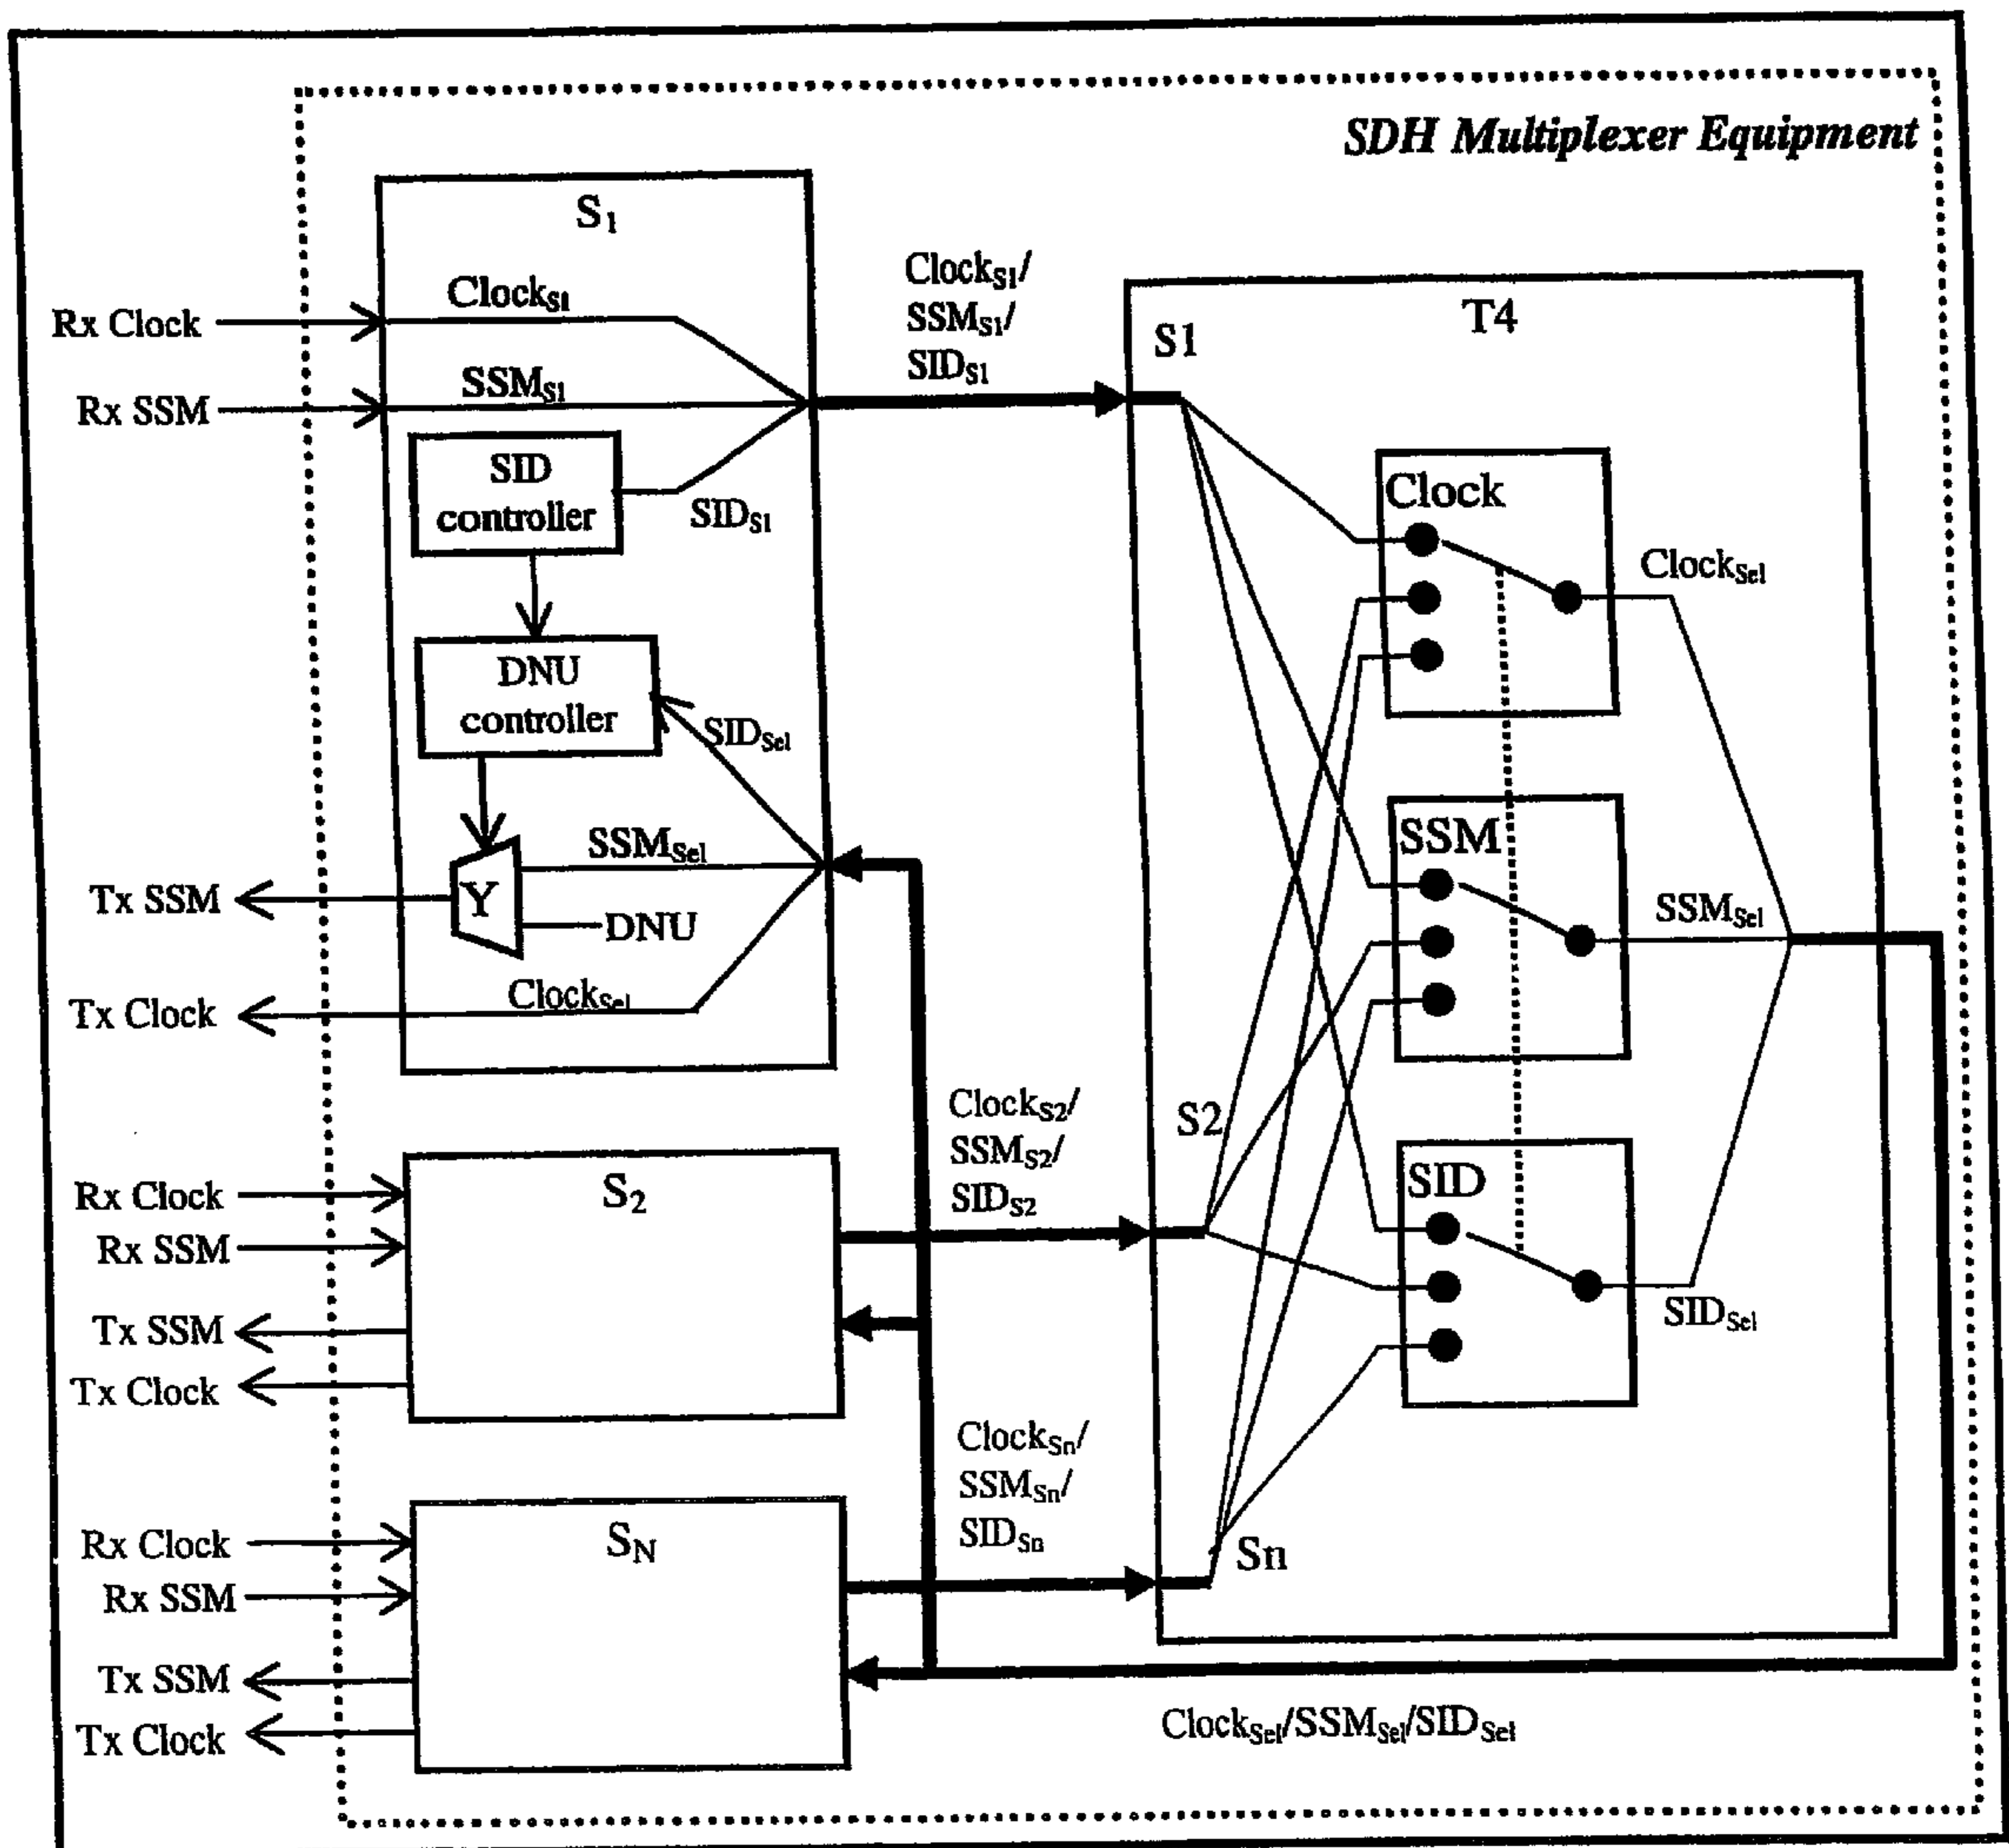 SDH Multiplexer Equipment
S₁
Rx Clock
Clock_S1
Rx SSM
SSM_S1
SID
controller
SID_S1
DNU
controller
SID_Sel
SSM_Sel
Tx SSM
Y
DNU
Clock_Sel
Tx Clock
Clock_S1/
SSM_S1/
SID_S1
T4
S1
Clock
Clock_Sel
SSM
SSM_Sel
S2
SID
SID_Sel
Sn
Clock_S2/
SSM_S2/
SID_S2
S₂
Rx Clock
Rx SSM
Tx SSM
Tx Clock
Clock_Sn/
SSM_Sn/
SID_Sn
S_N
Rx Clock
Rx SSM
Tx SSM
Tx Clock
Clock_Sel/SSM_Sel/SID_Sel